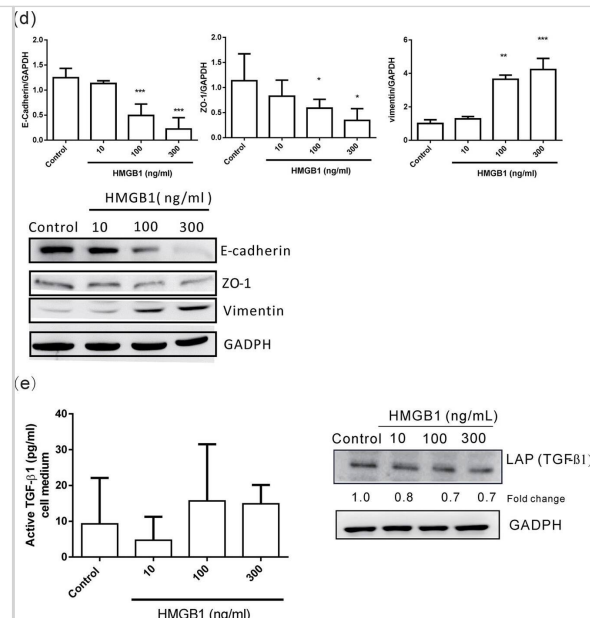 (d)
E-Cadherin/GAPDH
1.5
1.0
0.5
0.0
***
***
Control
10
100
300
HMGB1 (ng/ml)
ZO-1/GAPDH
2.0
1.5
1.0
0.5
0.0
*
*
Control
10
100
300
HMGB1 (ng/ml)
vimentin/GAPDH
6
4
2
0
**
***
Control
10
100
300
HMGB1 (ng/ml)
HMGB1( ng/ml)
Control 10 100 300
E-cadherin
ZO-1
Vimentin
GADPH
(e)
Active TGF-β1 (pg/ml)
cell medium
40
30
20
10
0
Control
10
100
300
HMGB1 (ng/ml)
HMGB1 (ng/mL)
Control 10 100 300
LAP (TGF-β1)
1.0 0.8 0.7 0.7 Fold change
GADPH